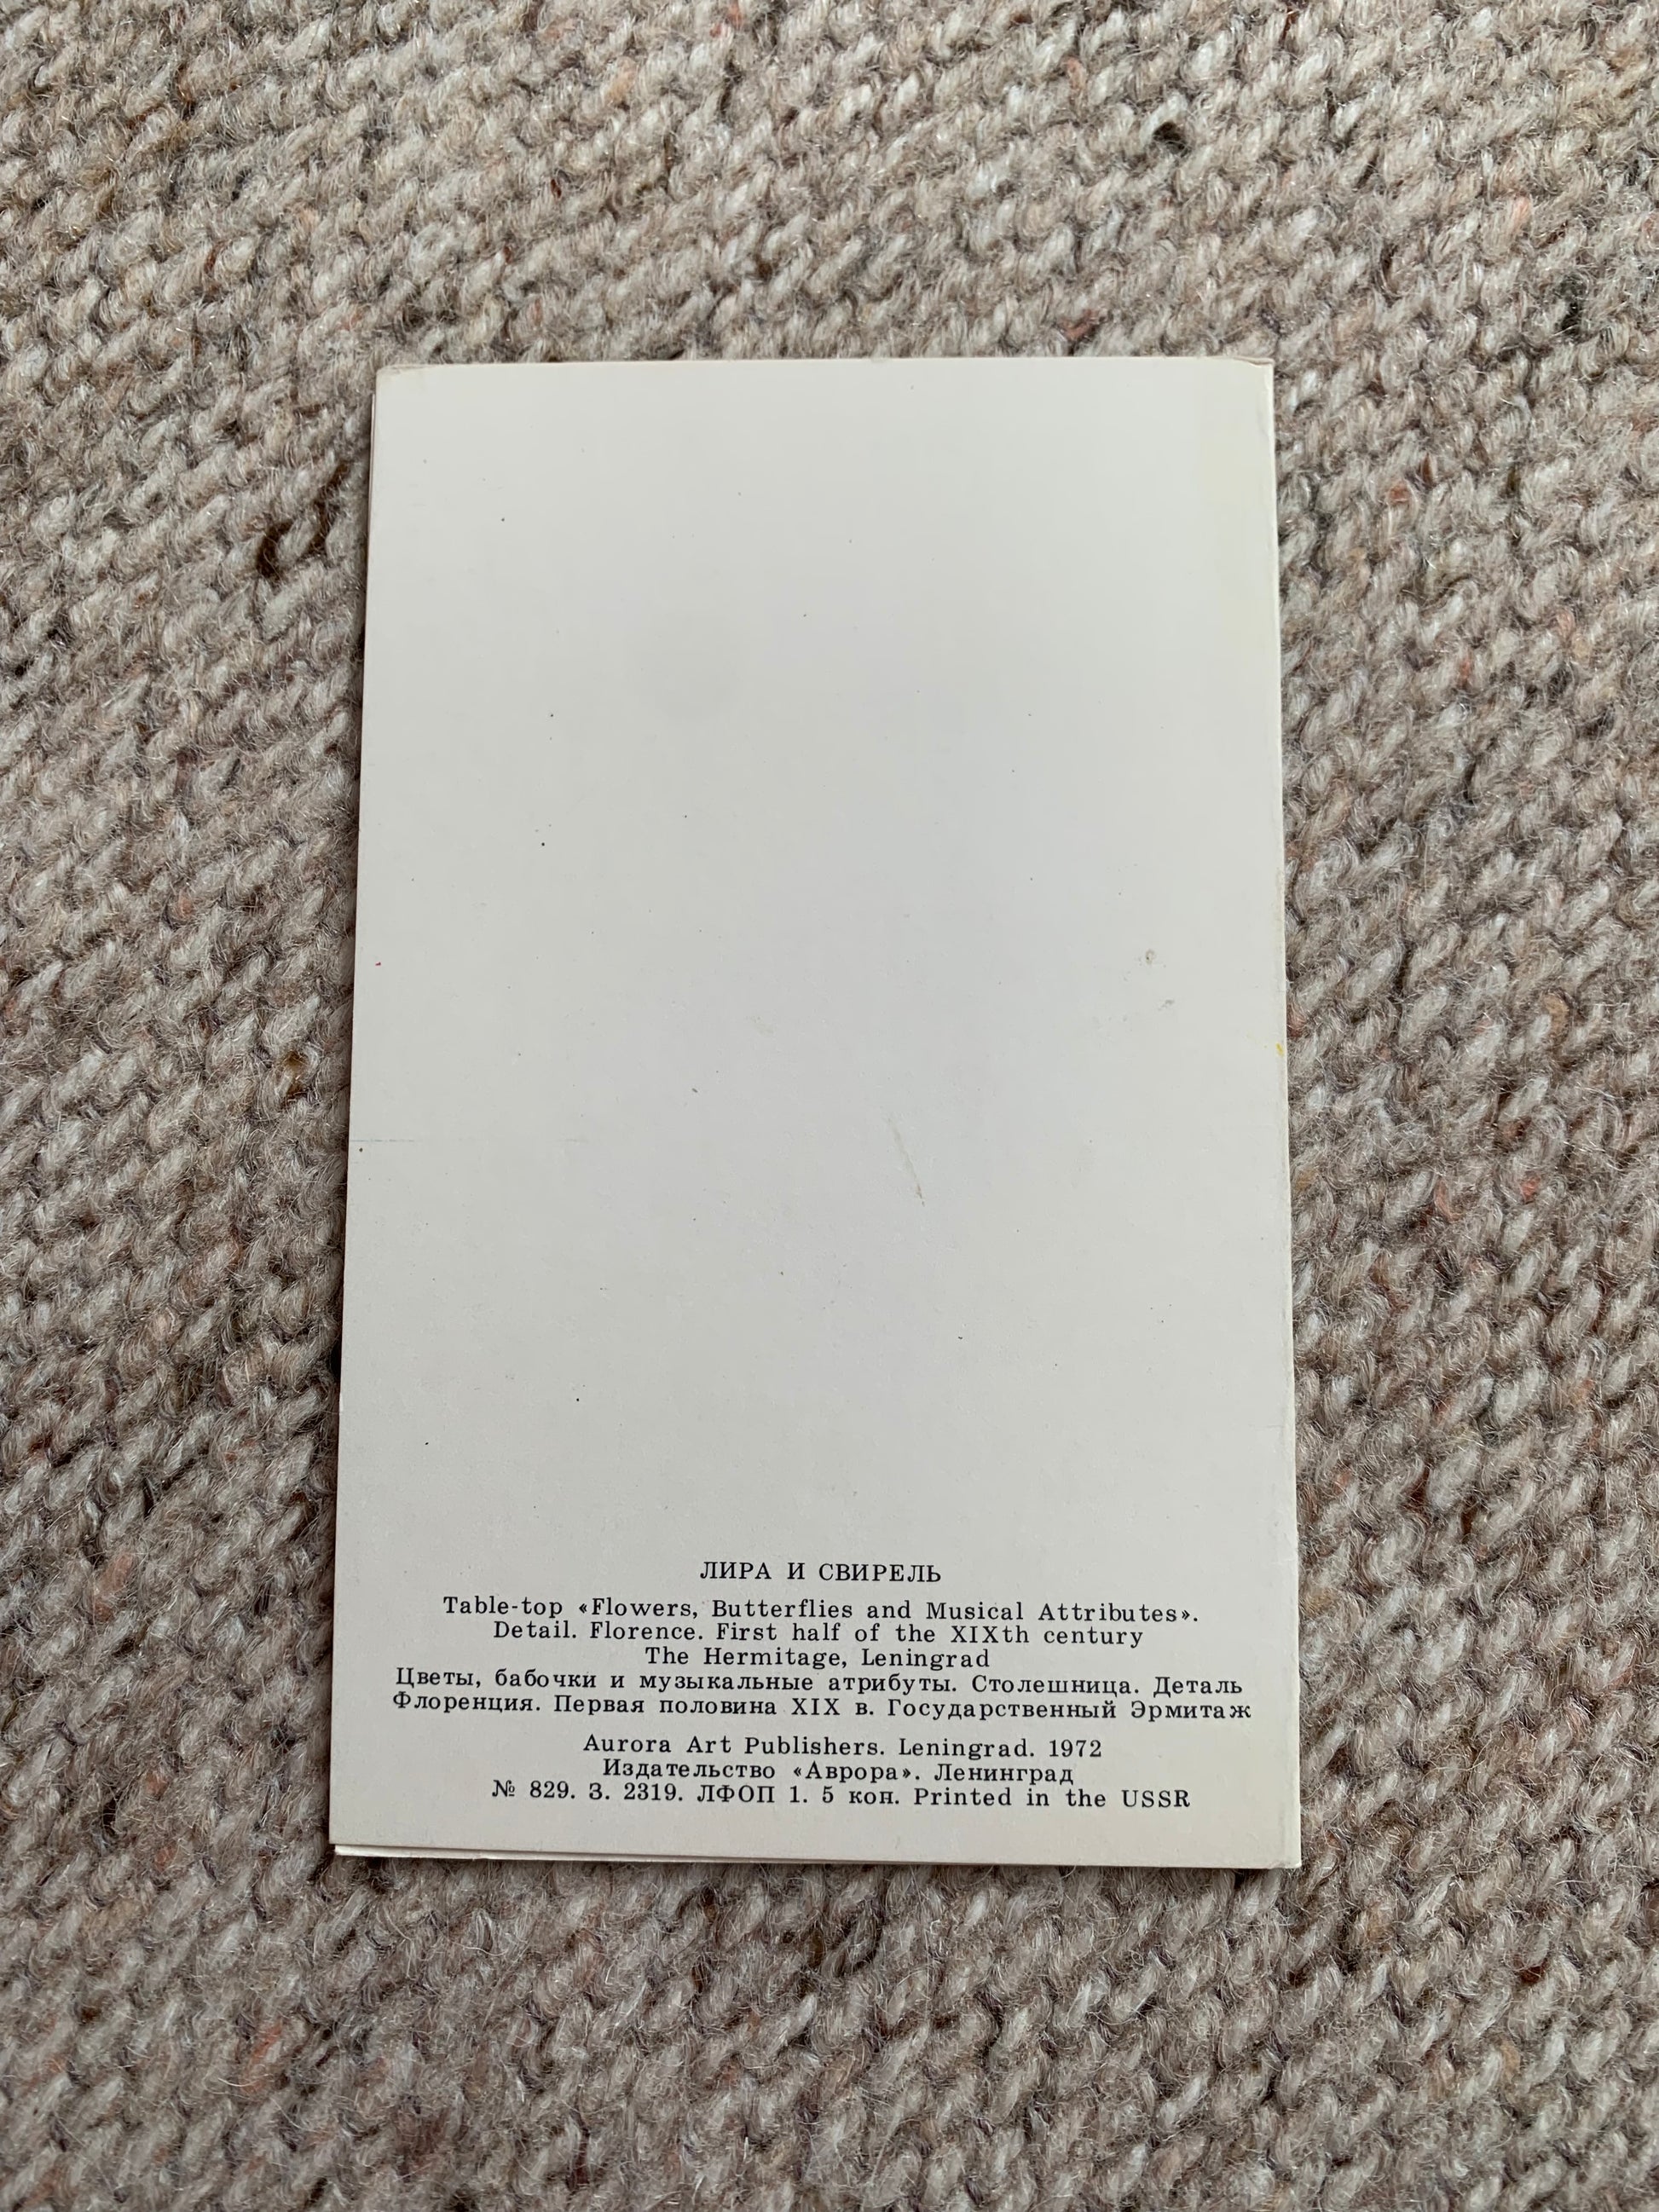 ЛИРА И СВИРЕЛЬ
Table-top «Flowers, Butterflies and Musical Attributes».
Detail. Florence. First half of the XIXth century
The Hermitage, Leningrad
Цветы, бабочки и музыкальные атрибуты. Столешница. Деталь
Флоренция. Первая половина XIX в. Государственный Эрмитаж
Aurora Art Publishers. Leningrad. 1972
Издательство «Аврора». Ленинград
№ 829. З. 2319. ЛФОП 1. 5 коп. Printed in the USSR